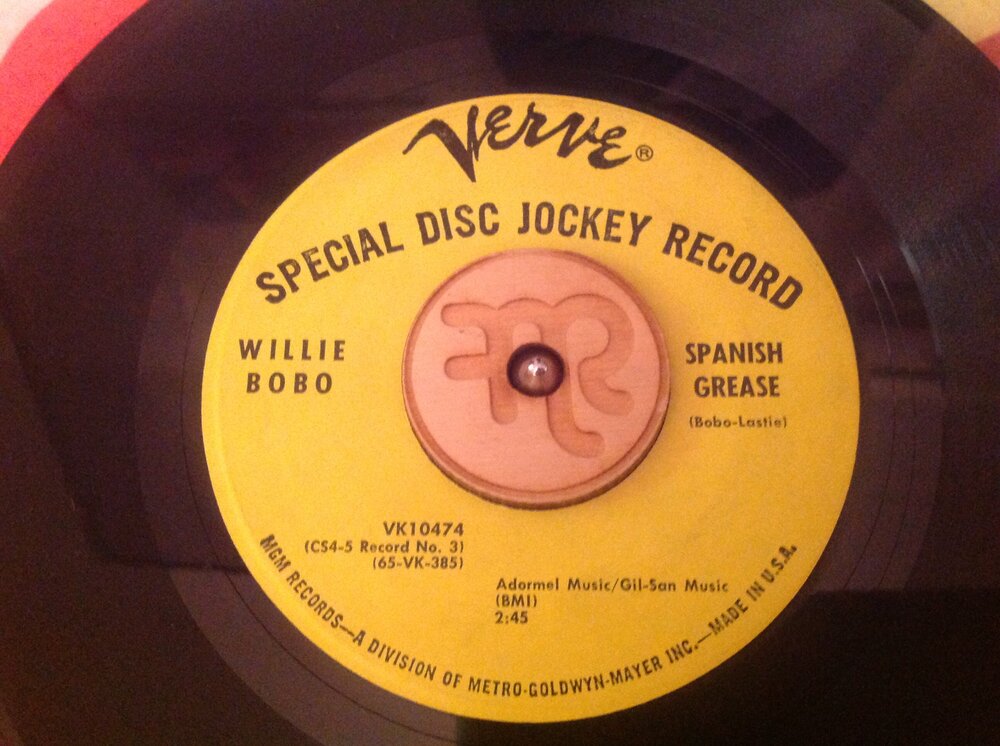 VERVE®
SPECIAL DISC JOCKEY RECORD
WILLIE
BOBO
SPANISH
GREASE
(Bobo-Lastie)
VK10474
(CS4-5 Record No. 3)
(65-VK-385)
Adormel Music/Gil-San Music
(BMI)
2:45
MGM RECORDS—A DIVISION OF METRO-GOLDWYN-MAYER INC.—MADE IN U.S.A.